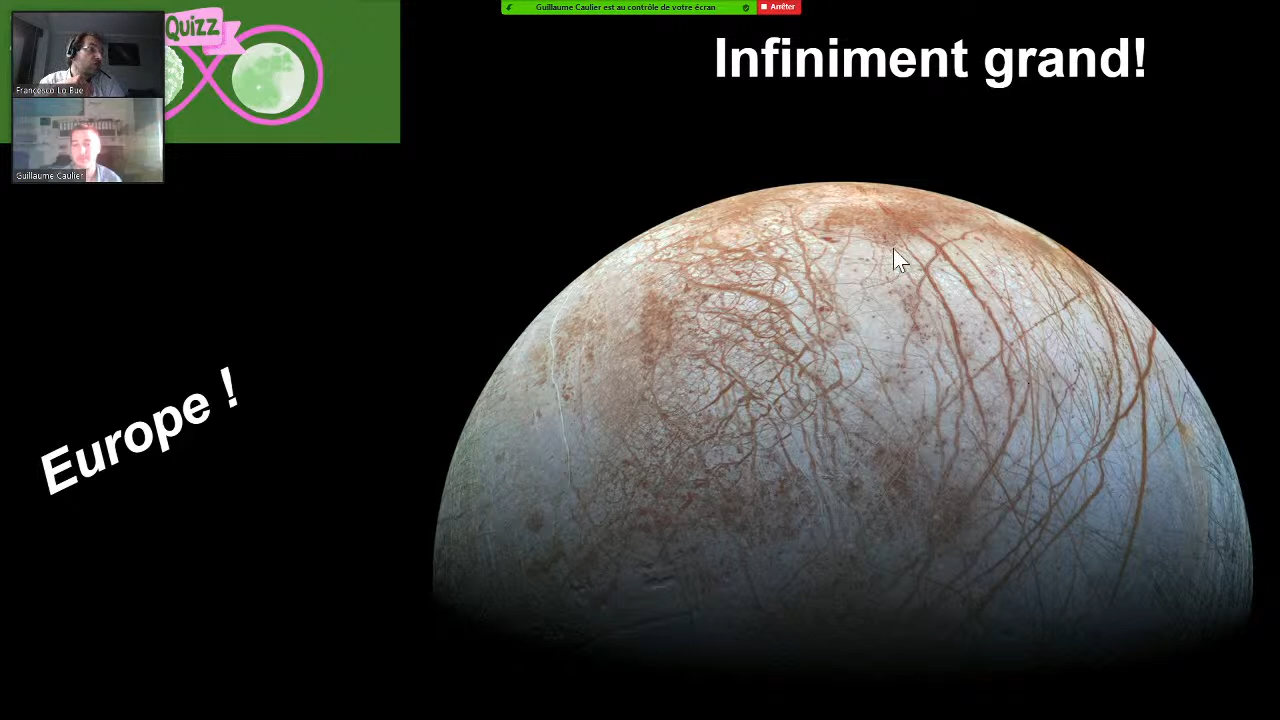 Guillaume Caulier est au contrôle de votre écran
Arrêter
Quizz
Infiniment grand!
Francesco Lo Bue
Guillaume Caulier
Europe !